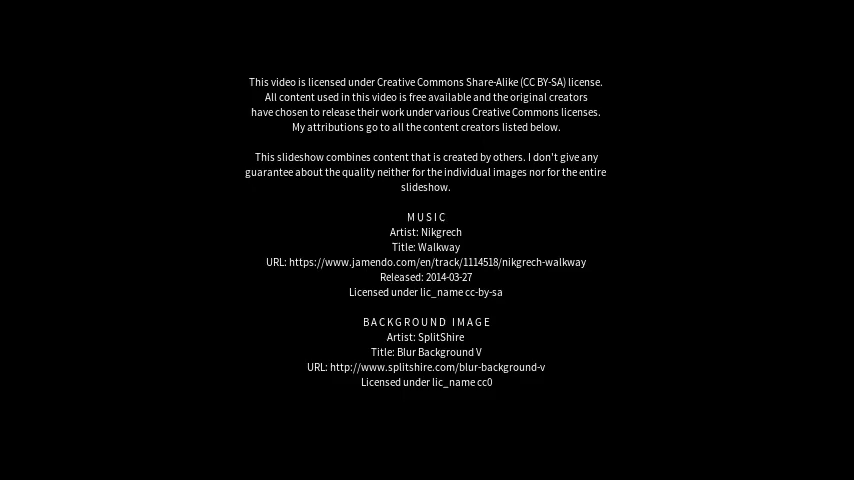 This video is licensed under Creative Commons Share-Alike (CC BY-SA) license.
All content used in this video is free available and the original creators
have chosen to release their work under various Creative Commons licenses.
My attributions go to all the content creators listed below.
This slideshow combines content that is created by others. I don't give any
guarantee about the quality neither for the individual images nor for the entire
slideshow.
MUSIC
Artist: Nikgrech
Title: Walkway
URL: https://www.jamendo.com/en/track/1114518/nikgrech-walkway
Released: 2014-03-27
Licensed under lic_name cc-by-sa
BACKGROUND IMAGE
Artist: SplitShire
Title: Blur Background V
URL: http://www.splitshire.com/blur-background-v
Licensed under lic_name cc0